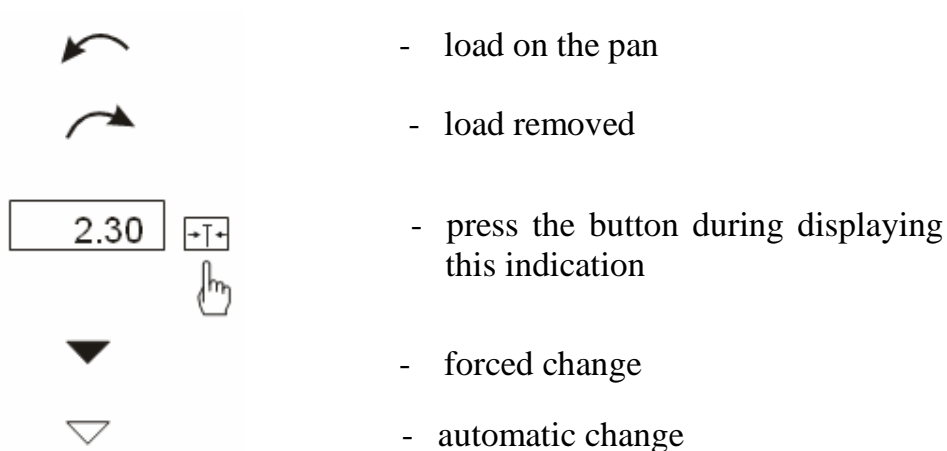 - load on the pan
- load removed
2.30 →T← - press the button during displaying
this indication
- forced change
- automatic change